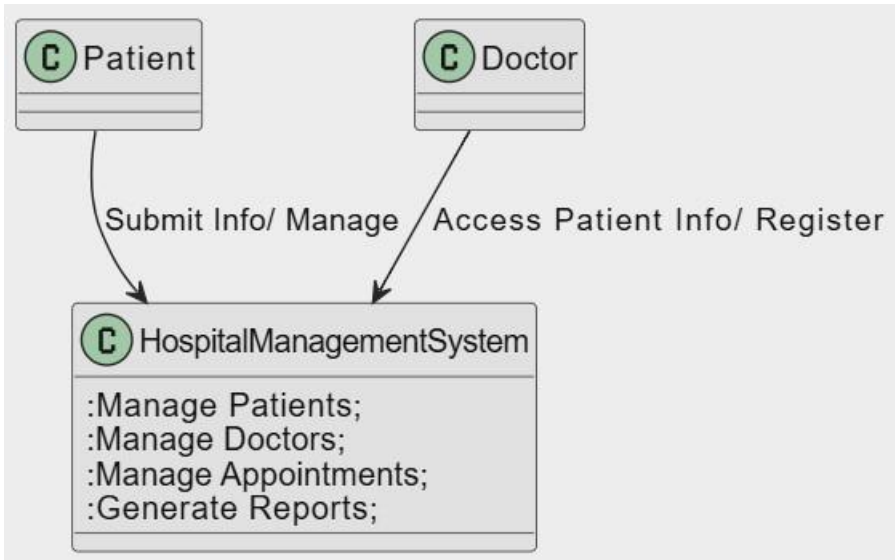 C Patient
C Doctor
Submit Info/ Manage
Access Patient Info/ Register
C HospitalManagementSystem
:Manage Patients;
:Manage Doctors;
:Manage Appointments;
:Generate Reports;